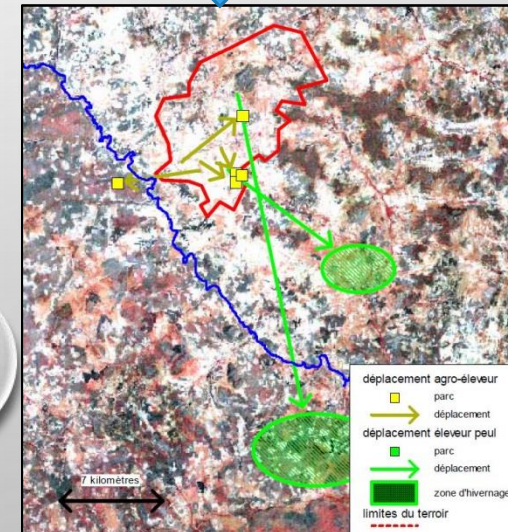 7 kilomètres
déplacement agro-éleveur
parc
déplacement
déplacement éleveur peul
parc
déplacement
zone d'hivernage
limites du terroir